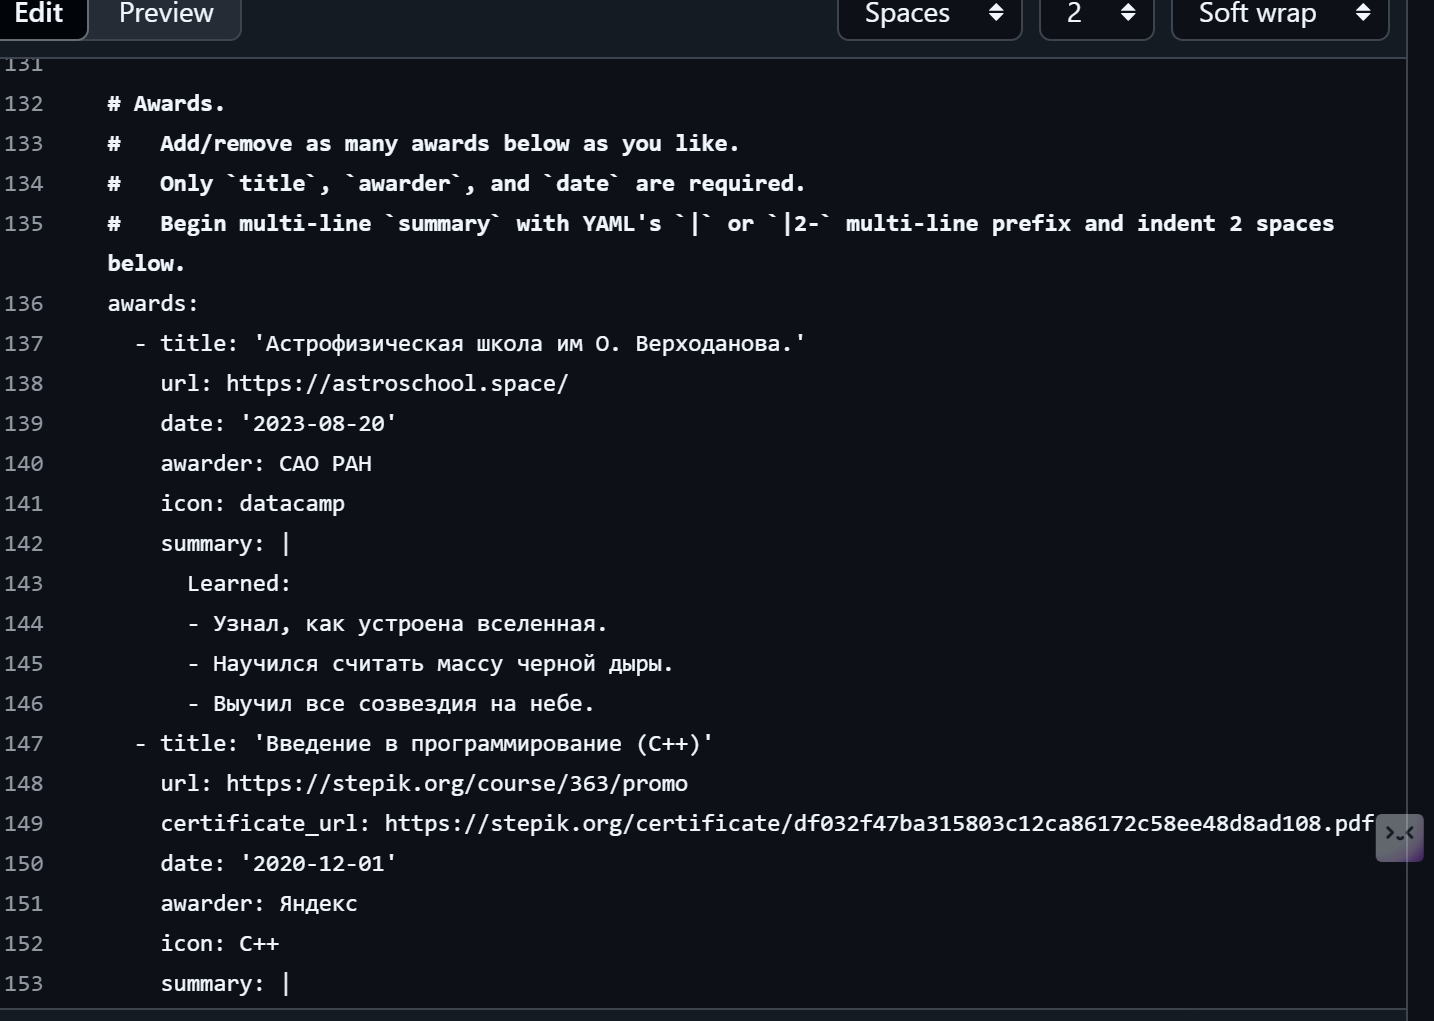 Edit Preview Spaces 2 Soft wrap
131
132 # Awards.
133 #   Add/remove as many awards below as you like.
134 #   Only `title`, `awarder`, and `date` are required.
135 #   Begin multi-line `summary` with YAML's `|` or `|2-` multi-line prefix and indent 2 spaces
below.
136 awards:
137   - title: 'Астрофизическая школа им О. Верходанова.'
138     url: https://astroschool.space/
139     date: '2023-08-20'
140     awarder: САО РАН
141     icon: datacamp
142     summary: |
143       Learned:
144       - Узнал, как устроена вселенная.
145       - Научился считать массу черной дыры.
146       - Выучил все созвездия на небе.
147   - title: 'Введение в программирование (C++)'
148     url: https://stepik.org/course/363/promo
149     certificate_url: https://stepik.org/certificate/df032f47ba315803c12ca86172c58ee48d8ad108.pdf
150     date: '2020-12-01'
151     awarder: Яндекс
152     icon: C++
153     summary: |